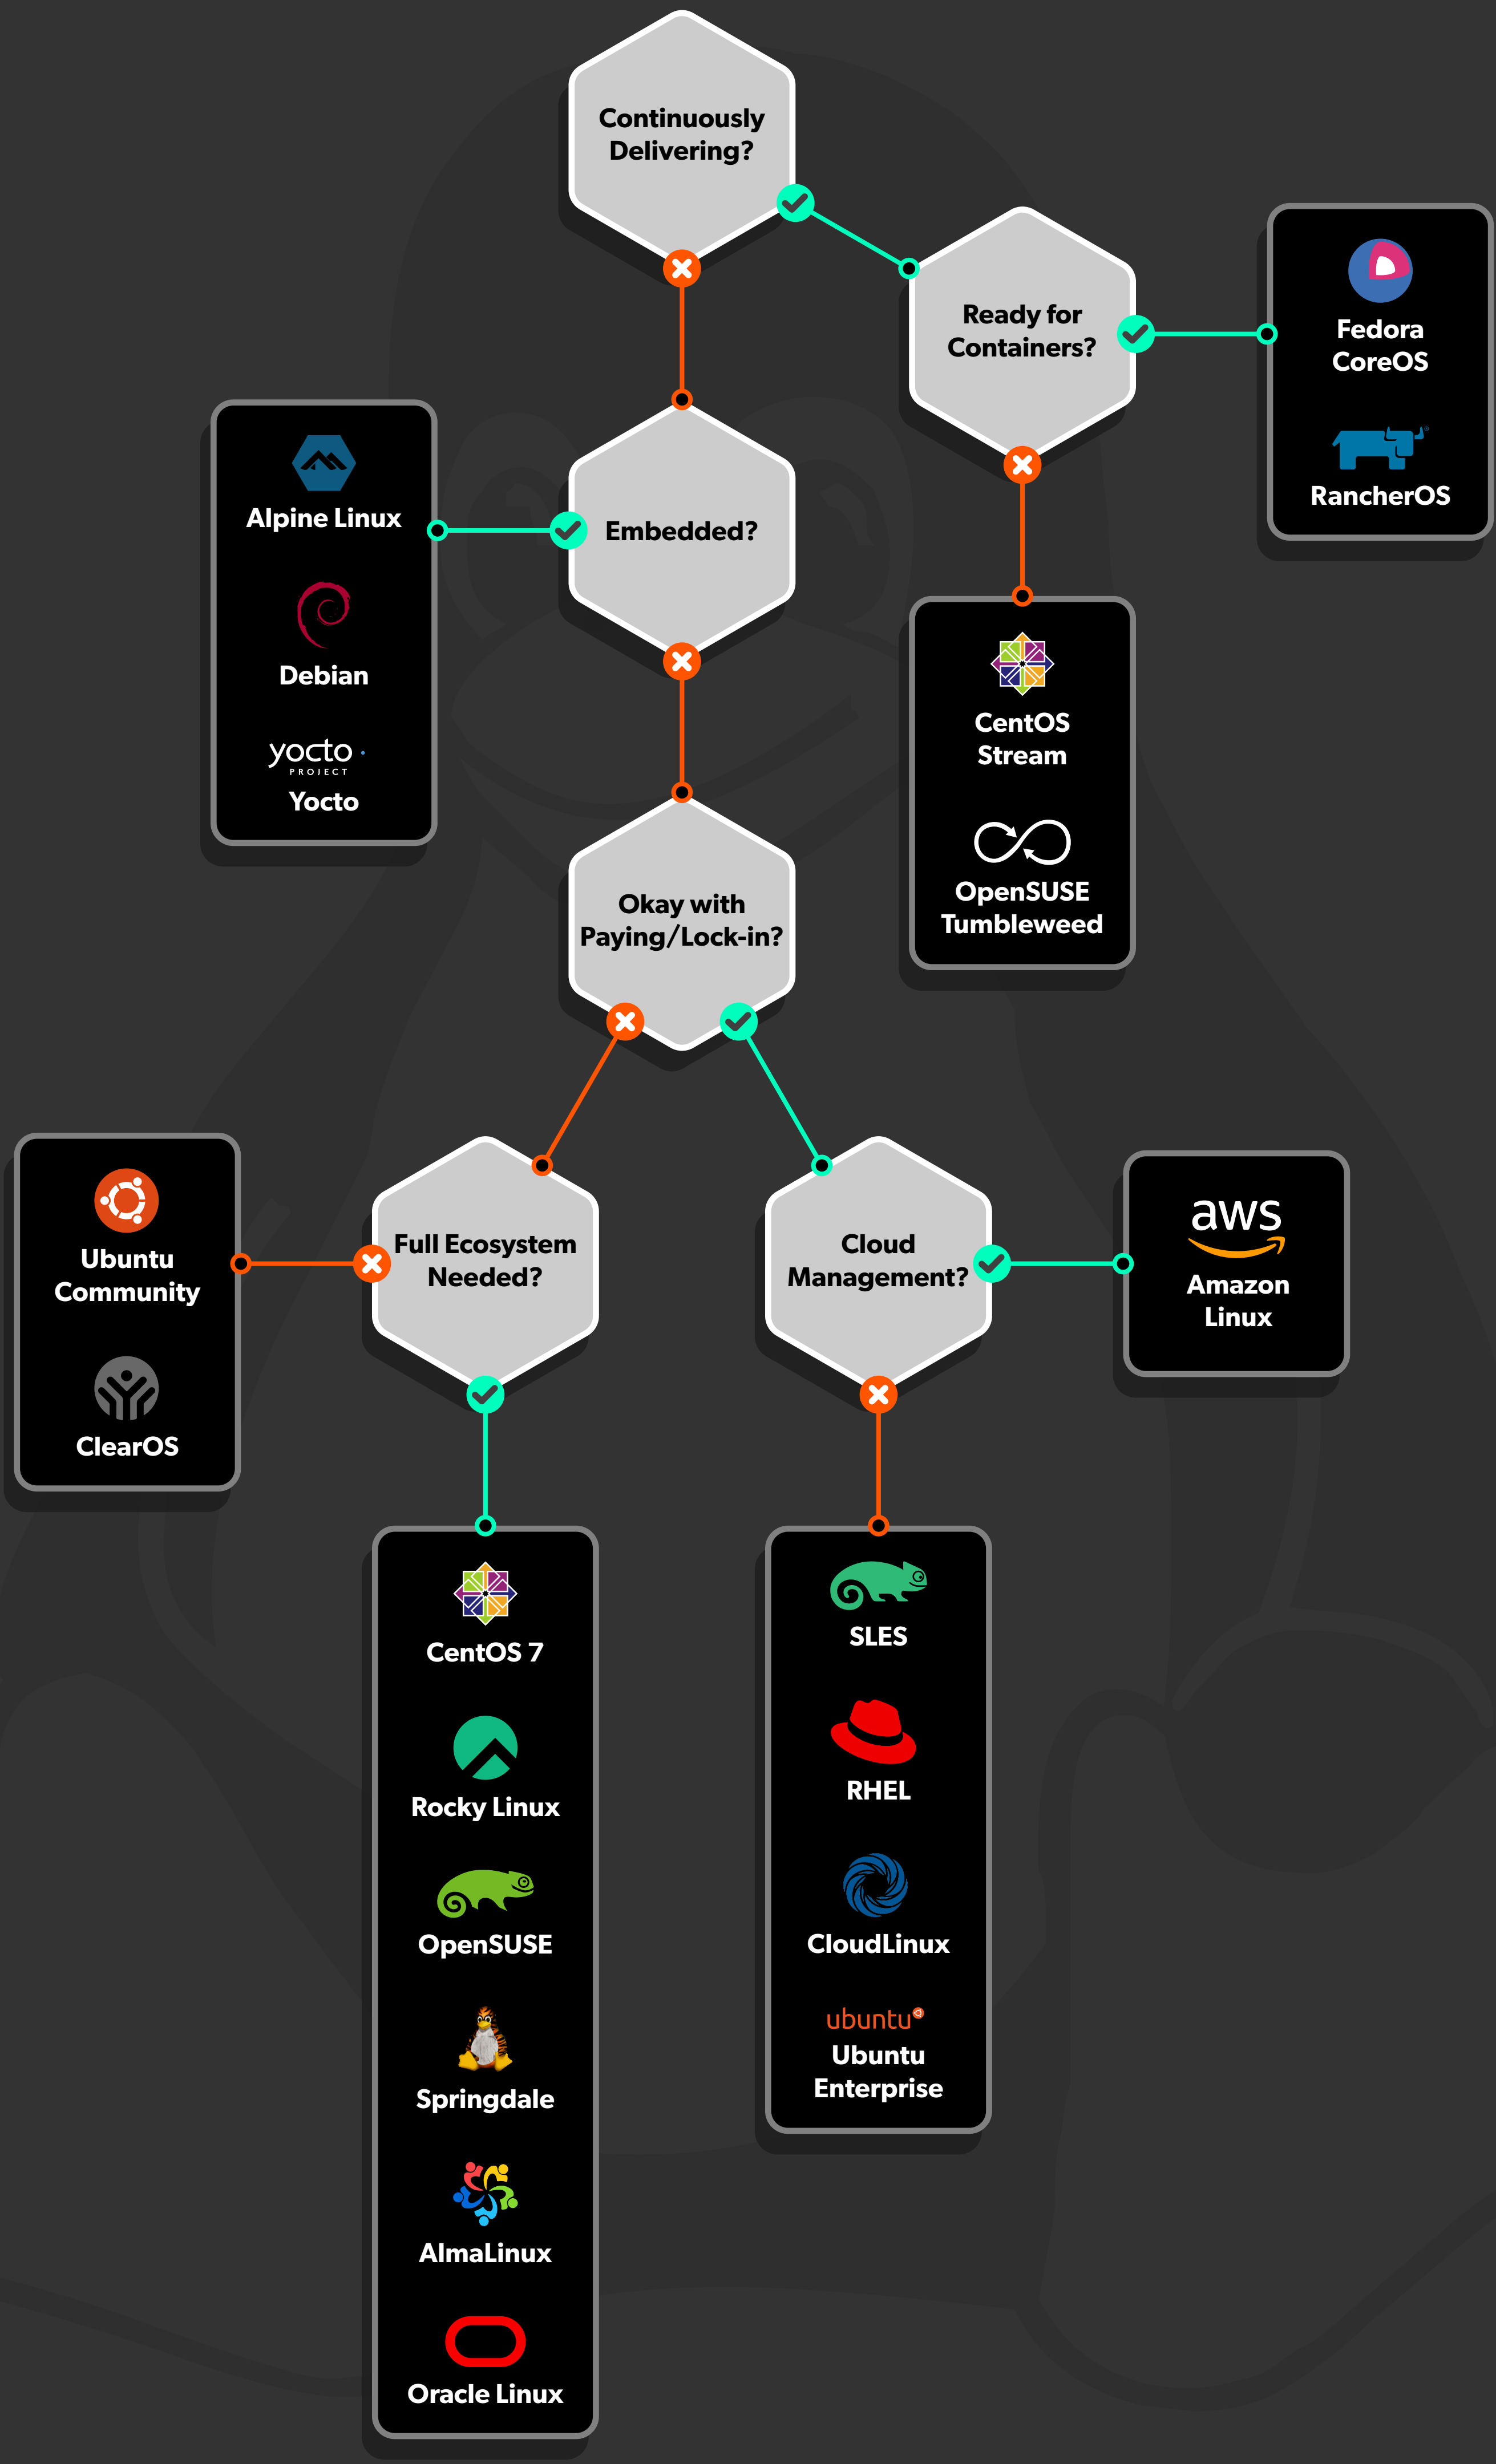 Continuously
Delivering?
Ready for
Containers?
Fedora
CoreOS
RancherOS
Embedded?
Alpine Linux
Debian
yocto
PROJECT
Yocto
CentOS
Stream
OpenSUSE
Tumbleweed
Okay with
Paying/Lock-in?
Full Ecosystem
Needed?
Ubuntu
Community
ClearOS
Cloud
Management?
aws
Amazon
Linux
CentOS 7
Rocky Linux
OpenSUSE
Springdale
AlmaLinux
Oracle Linux
SLES
RHEL
CloudLinux
ubuntu
Ubuntu
Enterprise